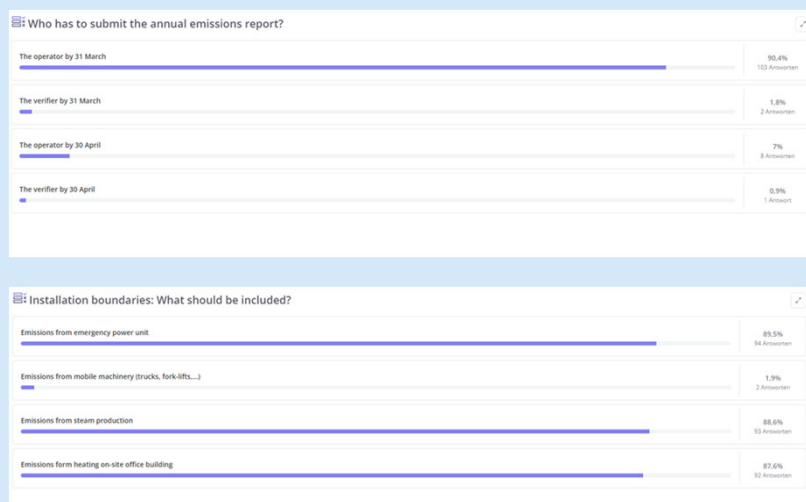 Who has to submit the annual emissions report?
The operator by 31 March
90,4%
103 Antworten
The verifier by 31 March
1,8%
2 Antworten
The operator by 30 April
7%
8 Antworten
The verifier by 30 April
0,9%
1 Antwort
Installation boundaries: What should be included?
Emissions from emergency power unit
89,5%
94 Antworten
Emissions from mobile machinery (trucks, fork-lifts,...)
1,9%
2 Antworten
Emissions from steam production
88,6%
93 Antworten
Emissions form heating on-site office building
87,6%
92 Antworten